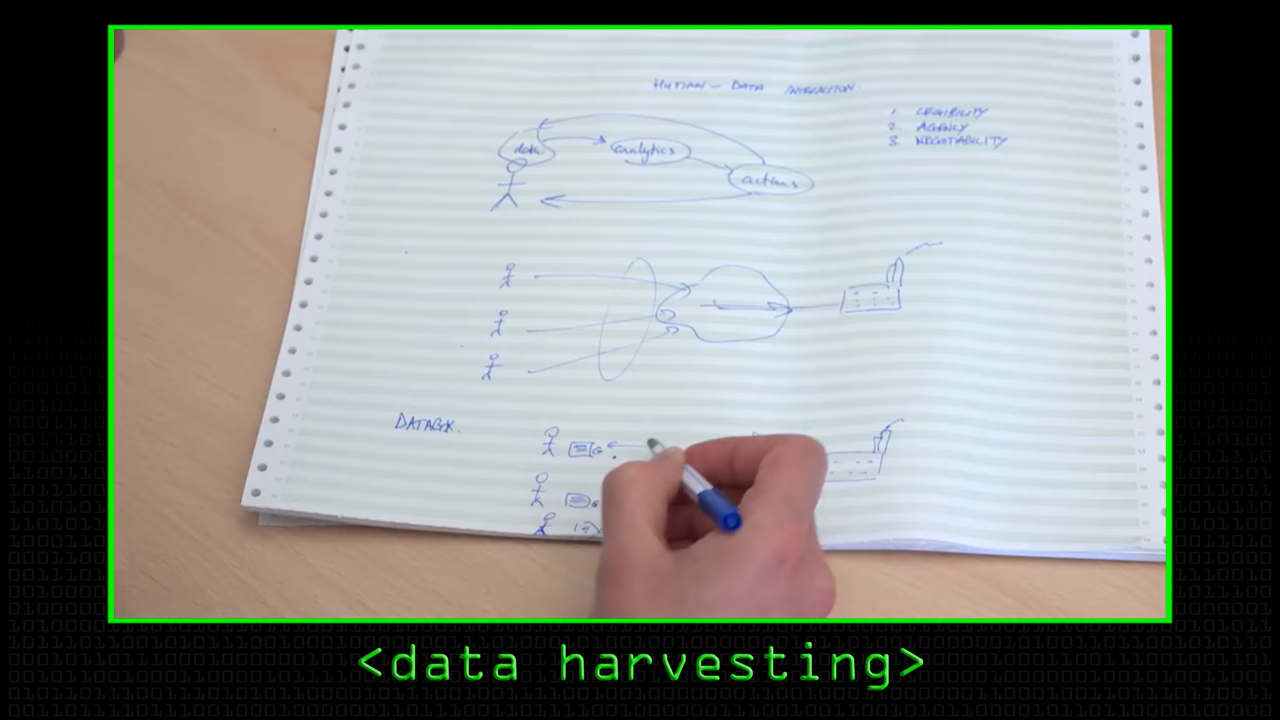 HUMAN - DATA INTERACTION.
1. LEGIBILITY
2. AGENCY
3. NEGOTIABILITY
data
analytics
actions
DATABOX.
<data harvesting>